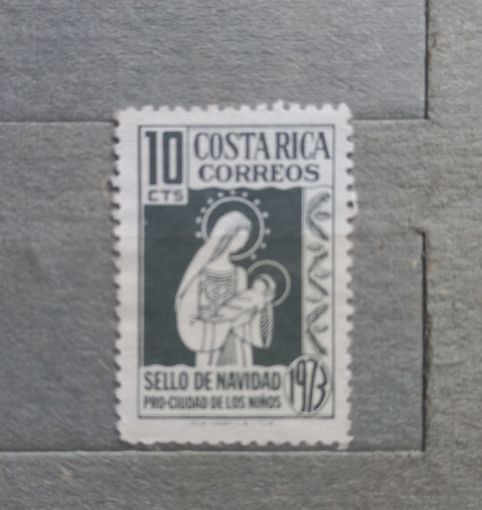 10
CTS
COSTA RICA
CORREOS
SELLO DE NAVIDAD
PRO-CIUDAD DE LOS NIÑOS
1973